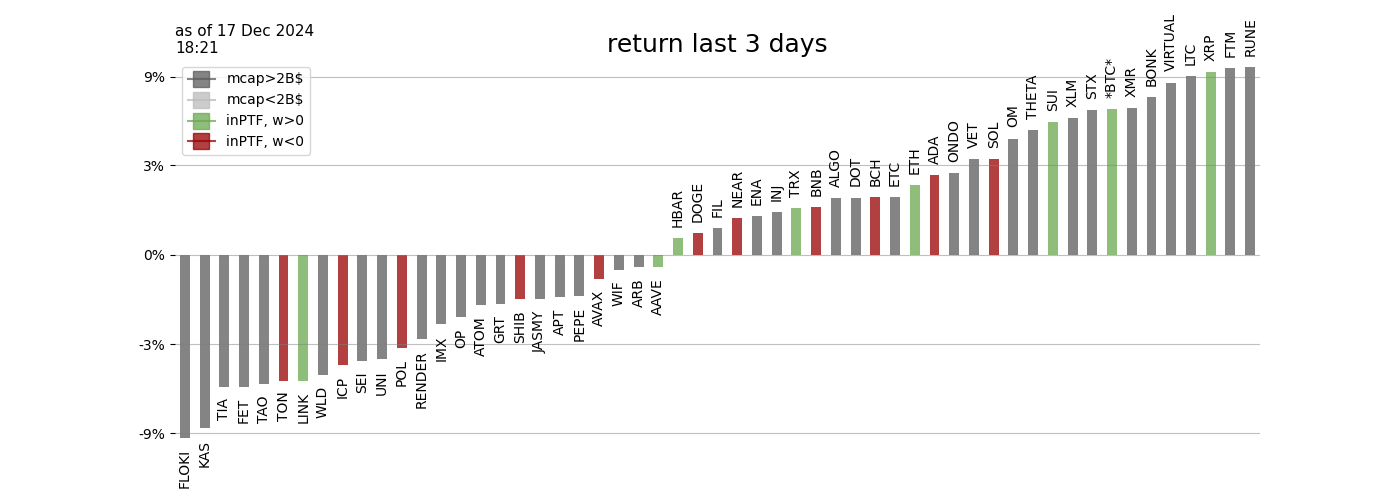 as of 17 Dec 2024
18:21
return last 3 days
mcap>2B$
mcap<2B$
inPTF, w>0
inPTF, w<0
9%
3%
0%
-3%
-9%
FLOKI
KAS
TIA
FET
TAO
TON
LINK
WLD
ICP
SEI
UNI
POL
RENDER
IMX
OP
ATOM
GRT
SHIB
JASMY
APT
PEPE
AVAX
WIF
ARB
AAVE
HBAR
DOGE
FIL
NEAR
ENA
INJ
TRX
BNB
ALGO
DOT
BCH
ETC
ETH
ADA
ONDO
VET
SOL
OM
THETA
SUI
XLM
STX
*BTC*
XMR
BONK
VIRTUAL
LTC
XRP
FTM
RUNE